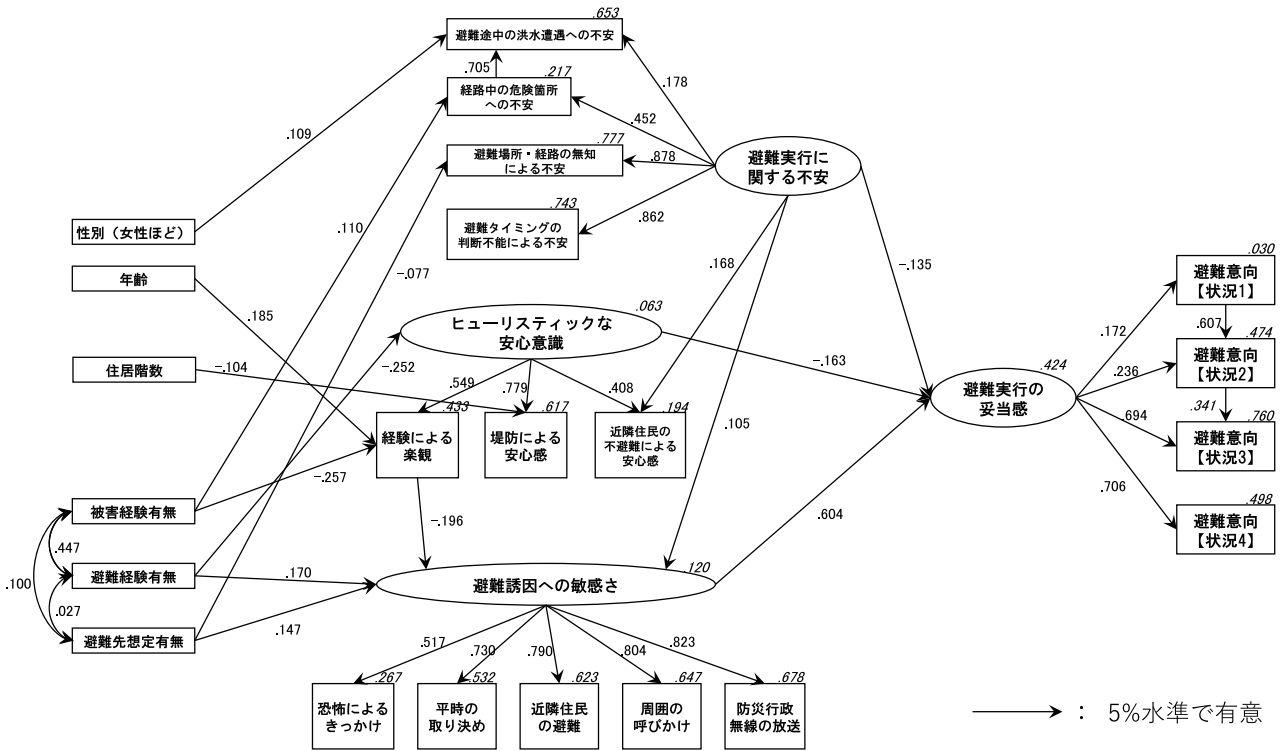 .653
避難途中の洪水遭遇への不安
.705
.217
経路中の危険箇所
への不安
.178
.452
.109
.777
避難場所・経路の無知
による不安
.878
避難実行に
関する不安
.743
避難タイミングの
判断不能による不安
.862
性別（女性ほど）
.110
年齢
-.077
.168
-.135
.030
避難意向
【状況1】
.185
.063
ヒューリスティックな
安心意識
.172
.607
.474
避難意向
【状況2】
住居階数
-.104
-.252
-.163
.236
.424
避難実行の
妥当感
.549
.779
.408
.341
.760
避難意向
【状況3】
.433
経験による
楽観
.617
堤防による
安心感
.194
近隣住民の
不避難による
安心感
.105
.694
-.257
.706
.498
避難意向
【状況4】
被害経験有無
-.196
.604
.447
避難経験有無
.170
.120
避難誘因への敏感さ
.100
.027
避難先想定有無
.147
.517
.730
.790
.804
.823
.267
恐怖による
きっかけ
.532
平時の
取り決め
.623
近隣住民
の避難
.647
周囲の
呼びかけ
.678
防災行政
無線の放送
： 5%水準で有意